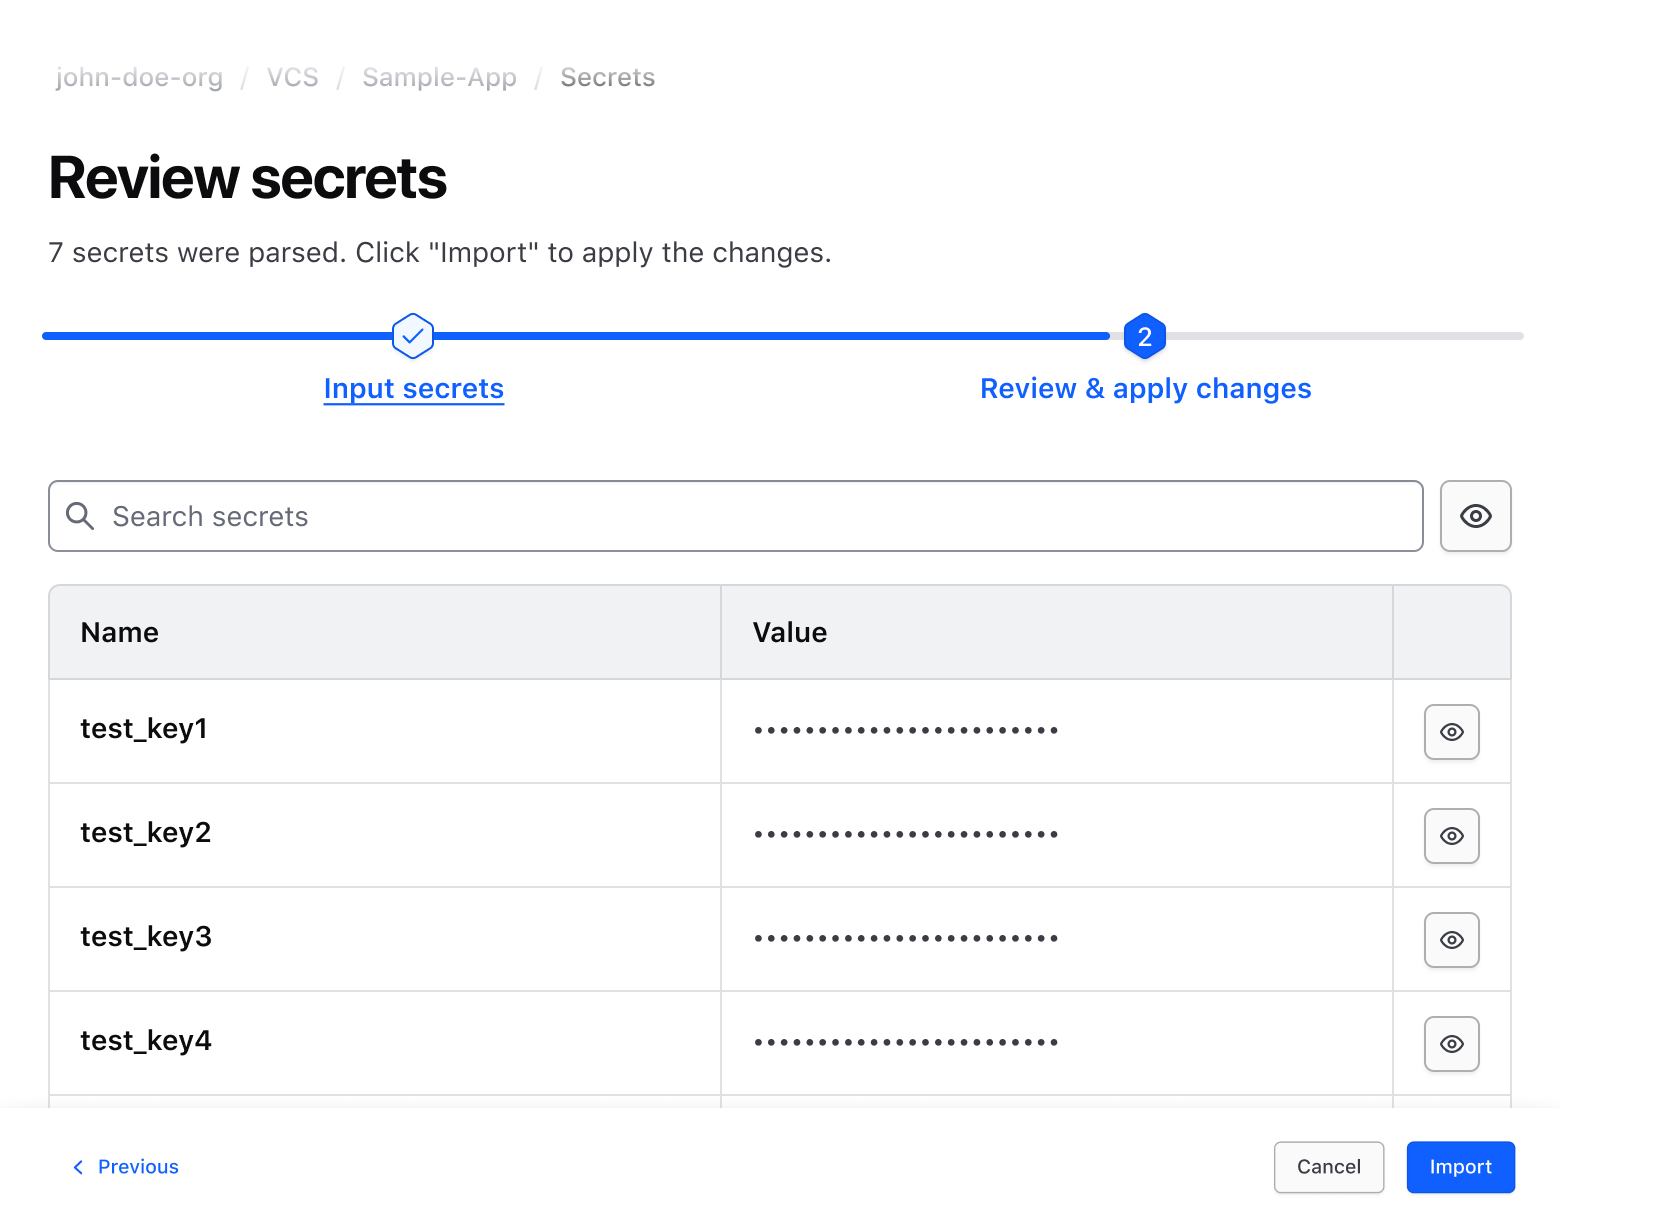 john-doe-org / VCS / Sample-App / Secrets
Review secrets
7 secrets were parsed. Click "Import" to apply the changes.
2
Input secrets Review & apply changes
Search secrets
Name Value
test_key1 ••••••••••••••••••••••••
test_key2 ••••••••••••••••••••••••
test_key3 ••••••••••••••••••••••••
test_key4 ••••••••••••••••••••••••
Previous Cancel Import